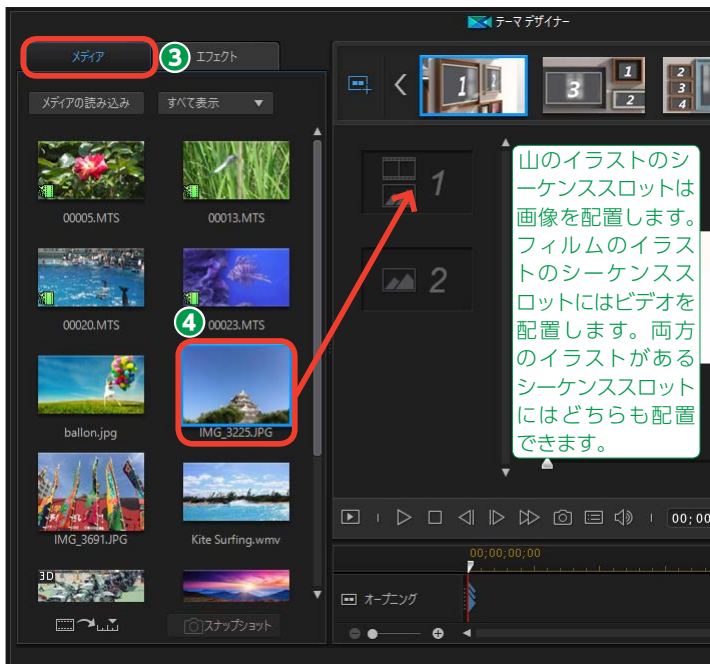 テーマ デザイナー
メディア
3
エフェクト
メディアの読み込み
すべて表示
00005.MTS
00013.MTS
00020.MTS
4
00023.MTS
ballon.jpg
IMG_3225.JPG
IMG_3691.JPG
Kite Surfing.wmv
3D
スナップショット
1
3
1
2
2
3
4
1
2
山のイラストのシ
ーケンススロットは
画像を配置します。
フィルムのイラス
トのシーケンスス
ロットにはビデオを
配置します。両方
のイラストがある
シーケンススロット
にはどちらも配置
できます。
00;00
00;00;00;00
オープニング